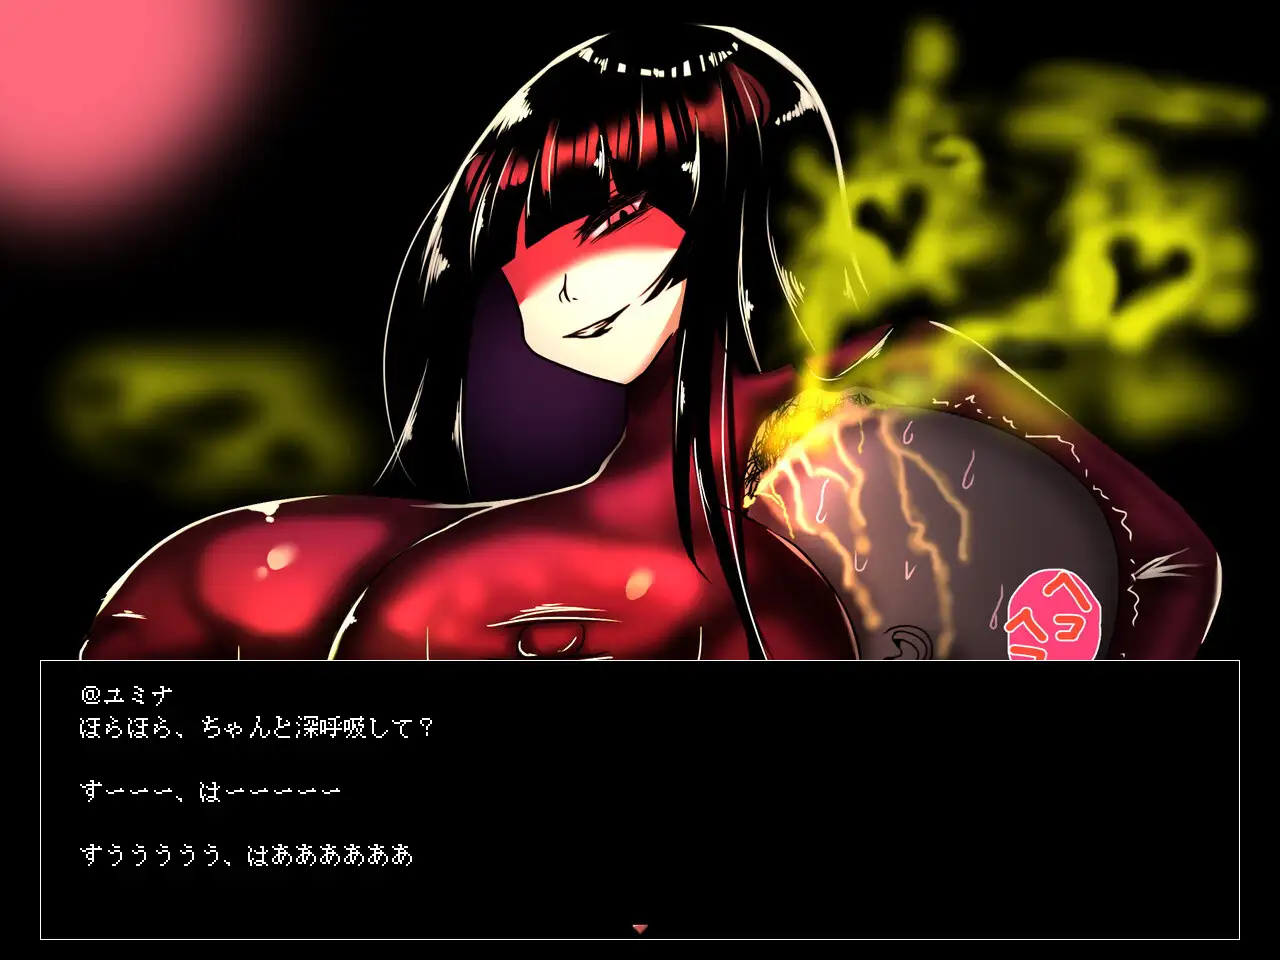 @ユミナ
ほらほら、ちゃんと深呼吸して？
すーーー、はーーーーー
すうううううう、はああああああ
ヘコ
ヘコ